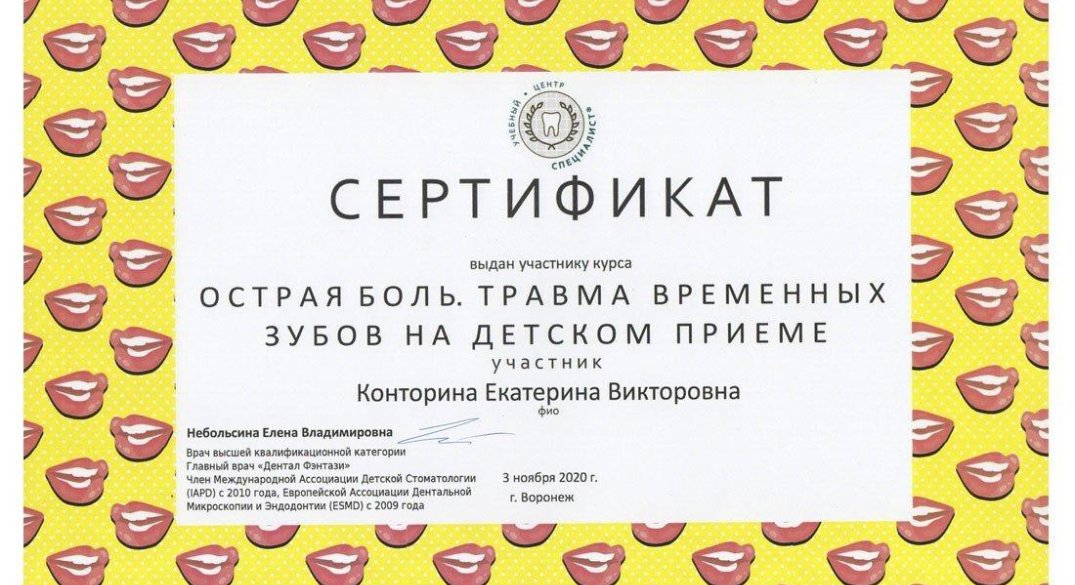 УЧЕБНЫЙ • ЦЕНТР
СПЕЦИАЛИСТ®
СЕРТИФИКАТ
выдан участнику курса
ОСТРАЯ БОЛЬ. ТРАВМА ВРЕМЕННЫХ
ЗУБОВ НА ДЕТСКОМ ПРИЕМЕ
участник
Конторина Екатерина Викторовна
фио
Небольсина Елена Владимировна
Врач высшей квалификационной категории
Главный врач «Дентал Фэнтази»
Член Международной Ассоциации Детской Стоматологии
(IAPD) с 2010 года, Европейской Ассоциации Дентальной
Микроскопии и Эндодонтии (ESMD) с 2009 года
3 ноября 2020 г.
г. Воронеж